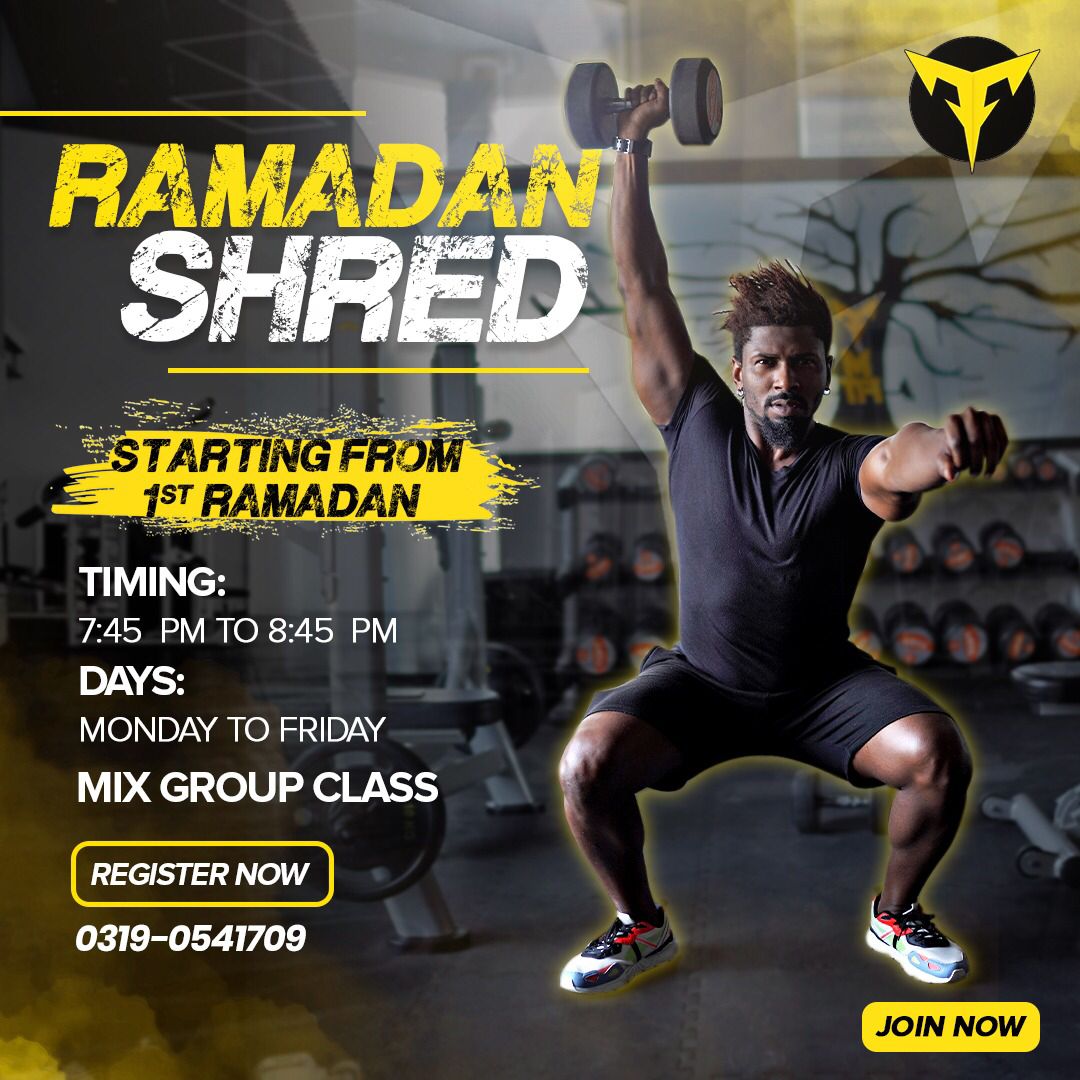 RAMADAN
SHRED
STARTING FROM
1ST RAMADAN
TIMING:
7:45 PM TO 8:45 PM
DAYS:
MONDAY TO FRIDAY
MIX GROUP CLASS
REGISTER NOW
0319-0541709
JOIN NOW